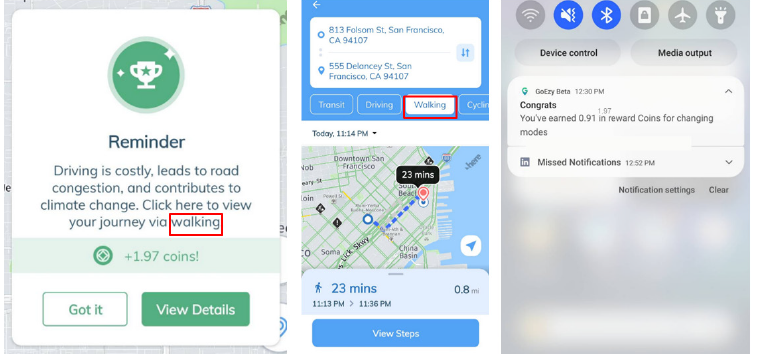 Reminder
Driving is costly, leads to road
congestion, and contributes to
climate change. Click here to view
your journey via walking
+1.97 coins!
Got it
View Details
813 Folsom St, San Francisco,
CA 94107
555 Delancey St, San
Francisco, CA 94107
Transit
Driving
Walking
Cyclin
Today, 11:14 PM
Downtown San
Francisco
23 mins
Beach
China
Basin
Soma
here
23 mins
0.8 mi
11:13 PM > 11:36 PM
View Steps
Device control
Media output
GoEzy Beta 12:30 PM
Congrats
1.97
You've earned 0.91 in reward Coins for changing
modes
Missed Notifications 12:52 PM
Notification settings
Clear